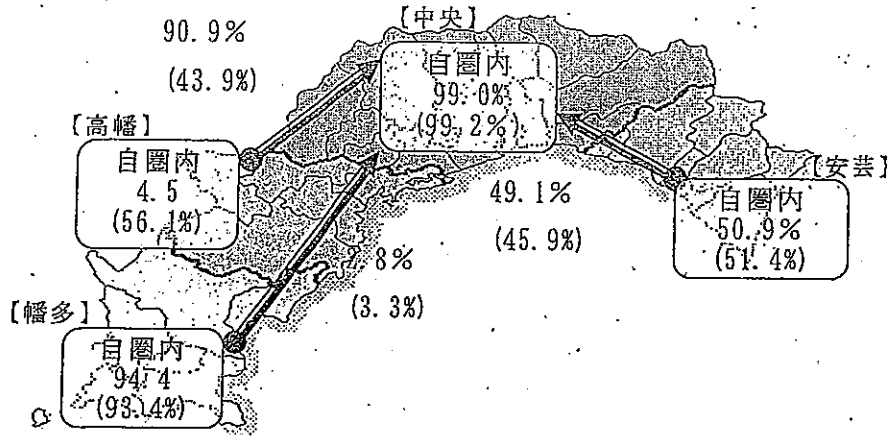 【中央】
90.9%
(43.9%)
自圏内
99.0%
(99.2%)
【高幡】
自圏内
4.5
(56.1%)
【安芸】
自圏内
50.9%
(51.4%)
49.1%
(45.9%)
8%
(3.3%)
【幡多】
自圏内
94.4
(93.4%)